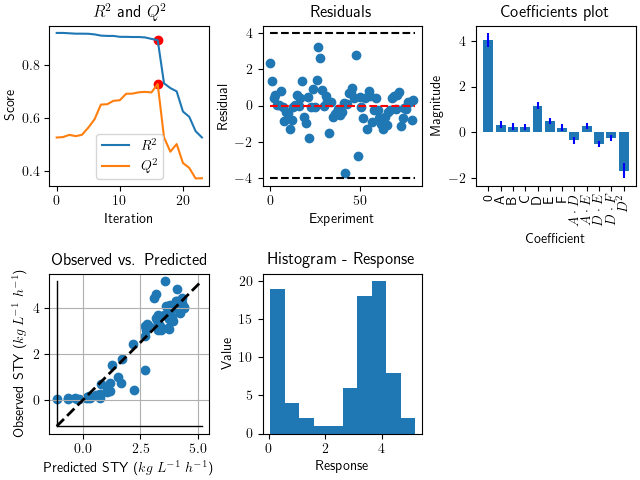 R² and Q²
Residuals
Coefficients plot
Score
0.8
0.6
0.4
R²
Q²
0
10
20
Iteration
Residual
4
2
0
−2
−4
0
50
Experiment
Magnitude
4
2
0
−2
0
A
B
C
D
E
F
A · D
A · E
D · E
D · F
D²
Coefficient
Observed vs. Predicted
Histogram - Response
Observed STY (kg L⁻¹ h⁻¹)
4
2
0
0.0
2.5
5.0
Predicted STY (kg L⁻¹ h⁻¹)
Value
20
15
10
5
0
0
2
4
Response